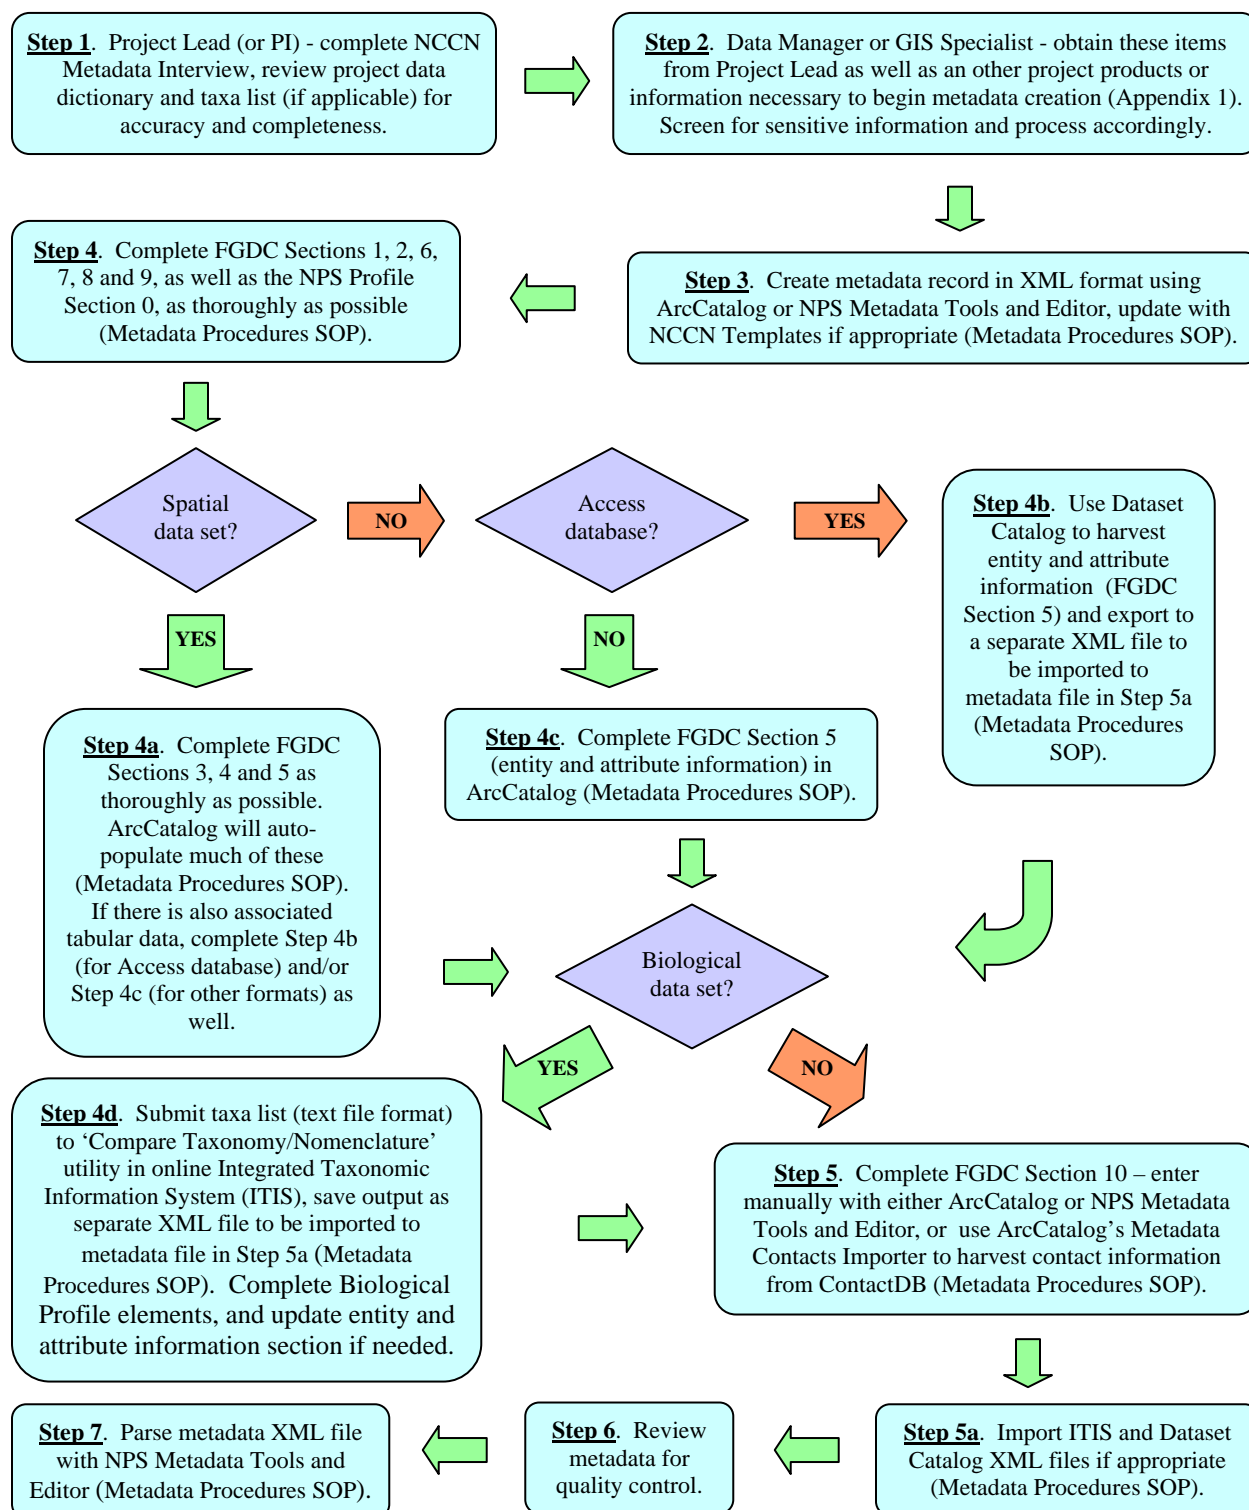 Step 1.  Project Lead (or PI) - complete NCCN
Metadata Interview, review project data
dictionary and taxa list (if applicable) for
accuracy and completeness.
Step 2.  Data Manager or GIS Specialist - obtain these items
from Project Lead as well as an other project products or
information necessary to begin metadata creation (Appendix 1).
Screen for sensitive information and process accordingly.
Step 3.  Create metadata record in XML format using
ArcCatalog or NPS Metadata Tools and Editor, update with
NCCN Templates if appropriate (Metadata Procedures SOP).
Step 4.  Complete FGDC Sections 1, 2, 6,
7, 8 and 9, as well as the NPS Profile
Section 0, as thoroughly as possible
(Metadata Procedures SOP).
Spatial
data set?
NO
Access
database?
YES
Step 4b.  Use Dataset
Catalog to harvest
entity and attribute
information  (FGDC
Section 5) and export to
a separate XML file to
be imported to
metadata file in Step 5a
(Metadata Procedures
SOP).
YES
NO
Step 4a.  Complete FGDC
Sections 3, 4 and 5 as
thoroughly as possible.
ArcCatalog will auto-
populate much of these
(Metadata Procedures SOP).
If there is also associated
tabular data, complete Step 4b
(for Access database) and/or
Step 4c (for other formats) as
well.
Step 4c.  Complete FGDC Section 5
(entity and attribute information) in
ArcCatalog (Metadata Procedures SOP).
Biological
data set?
YES
NO
Step 4d.  Submit taxa list (text file format)
to ‘Compare Taxonomy/Nomenclature’
utility in online Integrated Taxonomic
Information System (ITIS), save output as
separate XML file to be imported to
metadata file in Step 5a (Metadata
Procedures SOP).  Complete Biological
Profile elements, and update entity and
attribute information section if needed.
Step 5.  Complete FGDC Section 10 – enter
manually with either ArcCatalog or NPS Metadata
Tools and Editor, or  use ArcCatalog’s Metadata
Contacts Importer to harvest contact information
from ContactDB (Metadata Procedures SOP).
Step 5a.  Import ITIS and Dataset
Catalog XML files if appropriate
(Metadata Procedures SOP).
Step 6.  Review
metadata for
quality control.
Step 7.  Parse metadata XML file
with NPS Metadata Tools and
Editor (Metadata Procedures SOP).